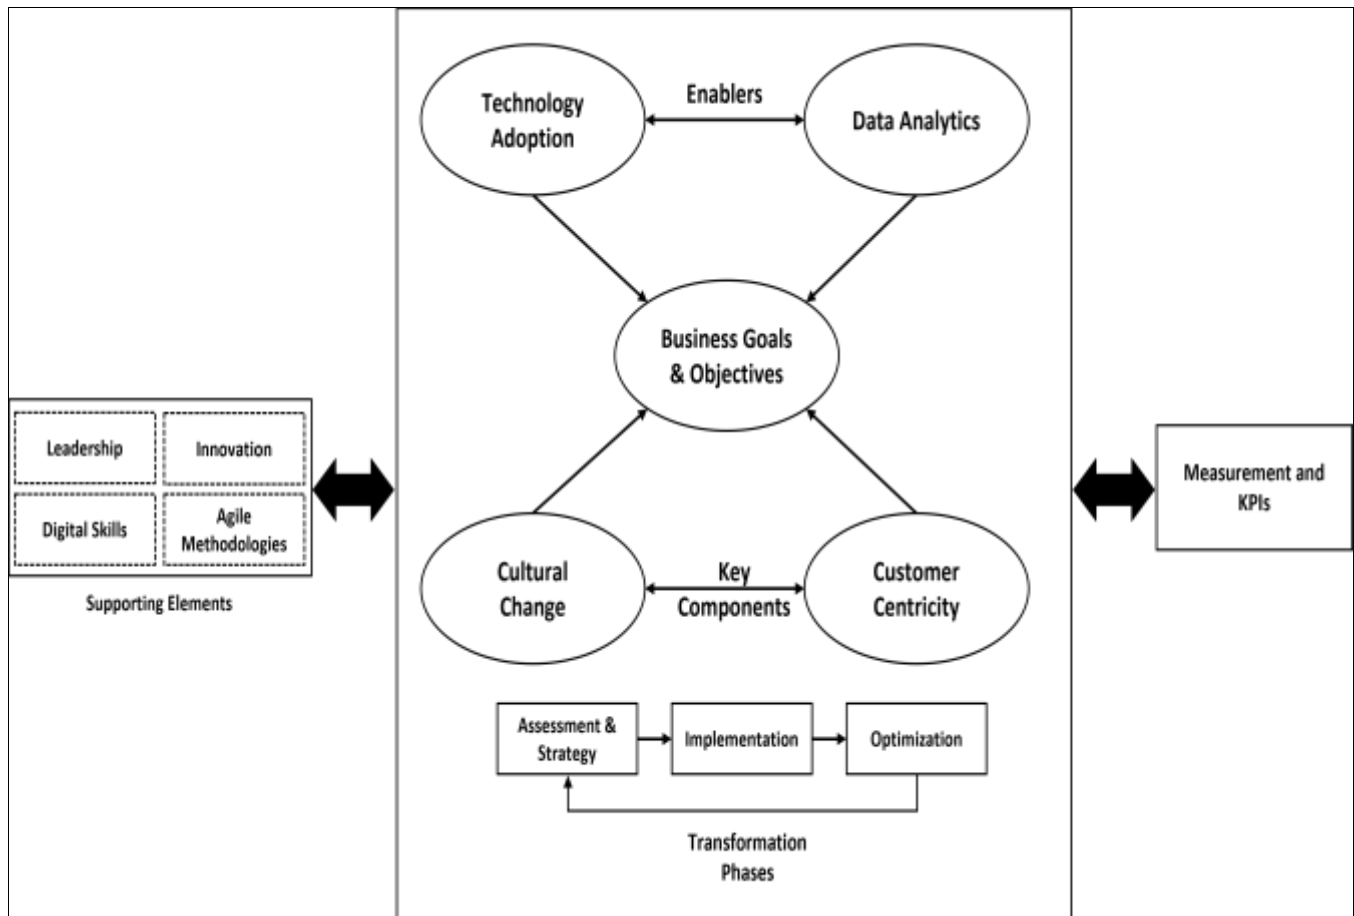 Technology
Adoption
Enablers
Data Analytics
Business Goals
& Objectives
Leadership
Innovation
Digital Skills
Agile
Methodologies
Supporting Elements
Measurement and
KPIs
Cultural
Change
Key
Components
Customer
Centricity
Assessment &
Strategy
Implementation
Optimization
Transformation
Phases